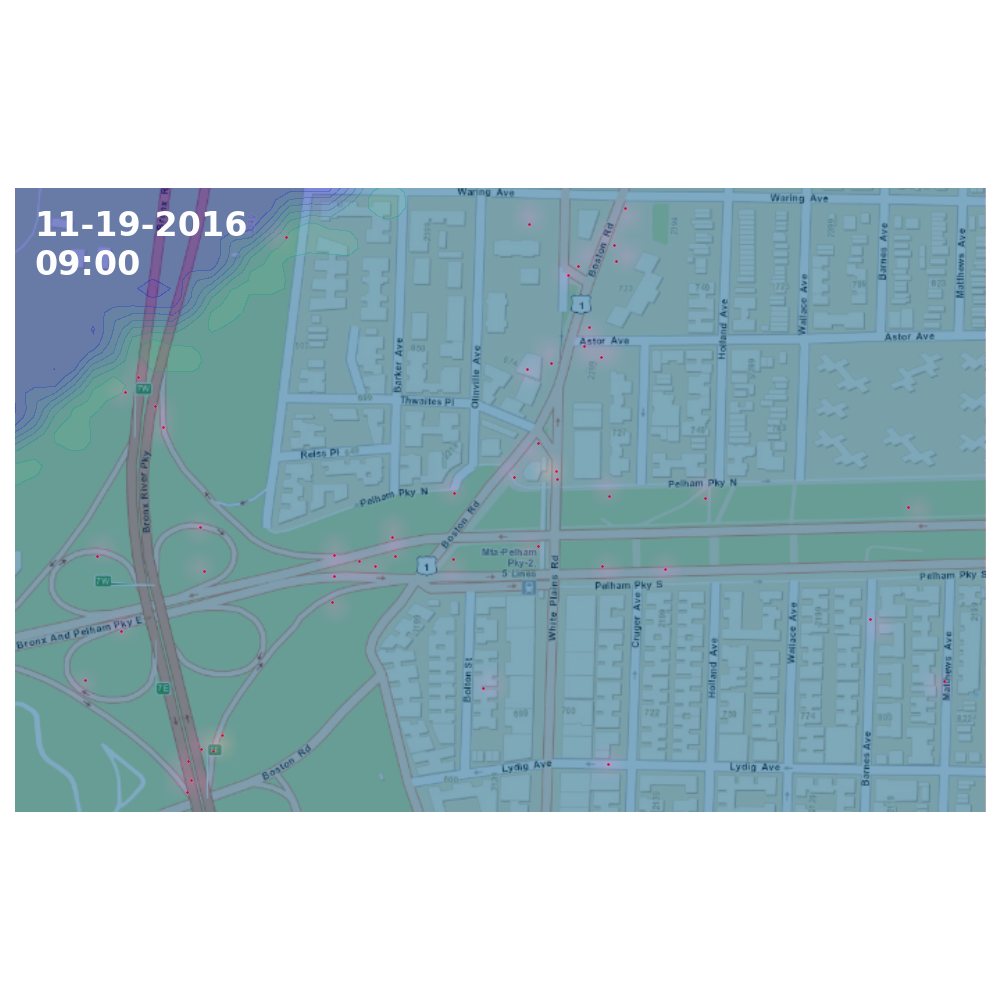 Waring Ave
Waring Ave
11-19-2016
09:00
Boston Rd
Barnes Ave
Matthews Ave
Wallace Ave
Holland Ave
1
Astor Ave
Astor Ave
Barker Ave
Olinville Ave
Thwaites Pl
Reiss Pl
Pelham Pky N
Pelham Pky N
Bronx River Pky
Boston Rd
Mta-Pelham
Pky-2,
5 Lines
1
7W
7W
White Plains Rd
Pelham Pky S
Pelham Pky S
Bronx And Pelham Pky E
Cruger Ave
Wallace Ave
Holland Ave
Matthews Ave
Bolton St
7E
Boston Rd
Lydig Ave
Lydig Ave
Barnes Ave